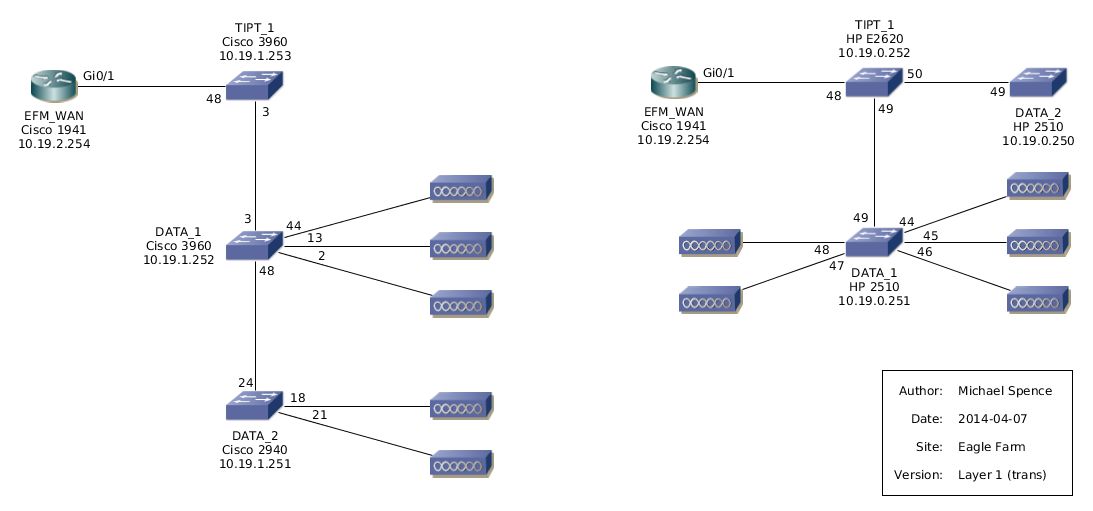 TIPT_1
Cisco 3960
10.19.1.253
Gi0/1
48
3
EFM_WAN
Cisco 1941
10.19.2.254
3
44
13
2
48
DATA_1
Cisco 3960
10.19.1.252
24
18
21
DATA_2
Cisco 2940
10.19.1.251
TIPT_1
HP E2620
10.19.0.252
Gi0/1
48
50
49
49
EFM_WAN
Cisco 1941
10.19.2.254
DATA_2
HP 2510
10.19.0.250
49
44
45
46
48
47
DATA_1
HP 2510
10.19.0.251
Author: Michael Spence
Date: 2014-04-07
Site: Eagle Farm
Version: Layer 1 (trans)